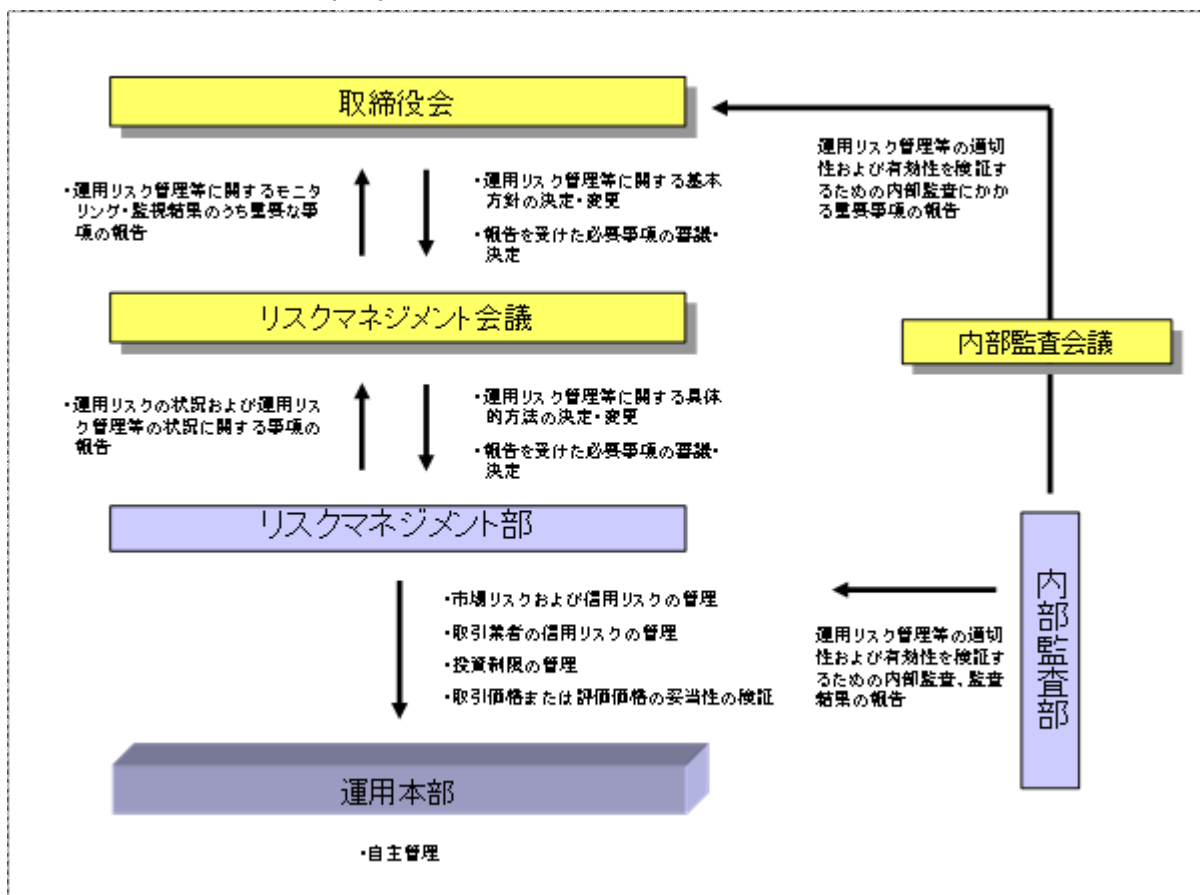 取締役会
・運用リスク管理等に関するモニ
タリング・監視結果のうち重要な事
項の報告
・運用リスク管理等に関する基本
方針の決定・変更
・報告を受けた必要事項の審議・
決定
運用リスク管理等の適切
性および有効性を検証す
るための内部監査にかか
る重要事項の報告
リスクマネジメント会議
内部監査会議
・運用リスクの状況および運用リス
ク管理等の状況に関する事項の
報告
・運用リスク管理等に関する具体
的方法の決定・変更
・報告を受けた必要事項の審議・
決定
リスクマネジメント部
内部監査部
・市場リスクおよび信用リスクの管理
・取引業者の信用リスクの管理
・投資制限の管理
・取引価格または評価価格の妥当性の検証
運用リスク管理等の適切
性および有効性を検証す
るための内部監査、監査
結果の報告
運用本部
・自主管理